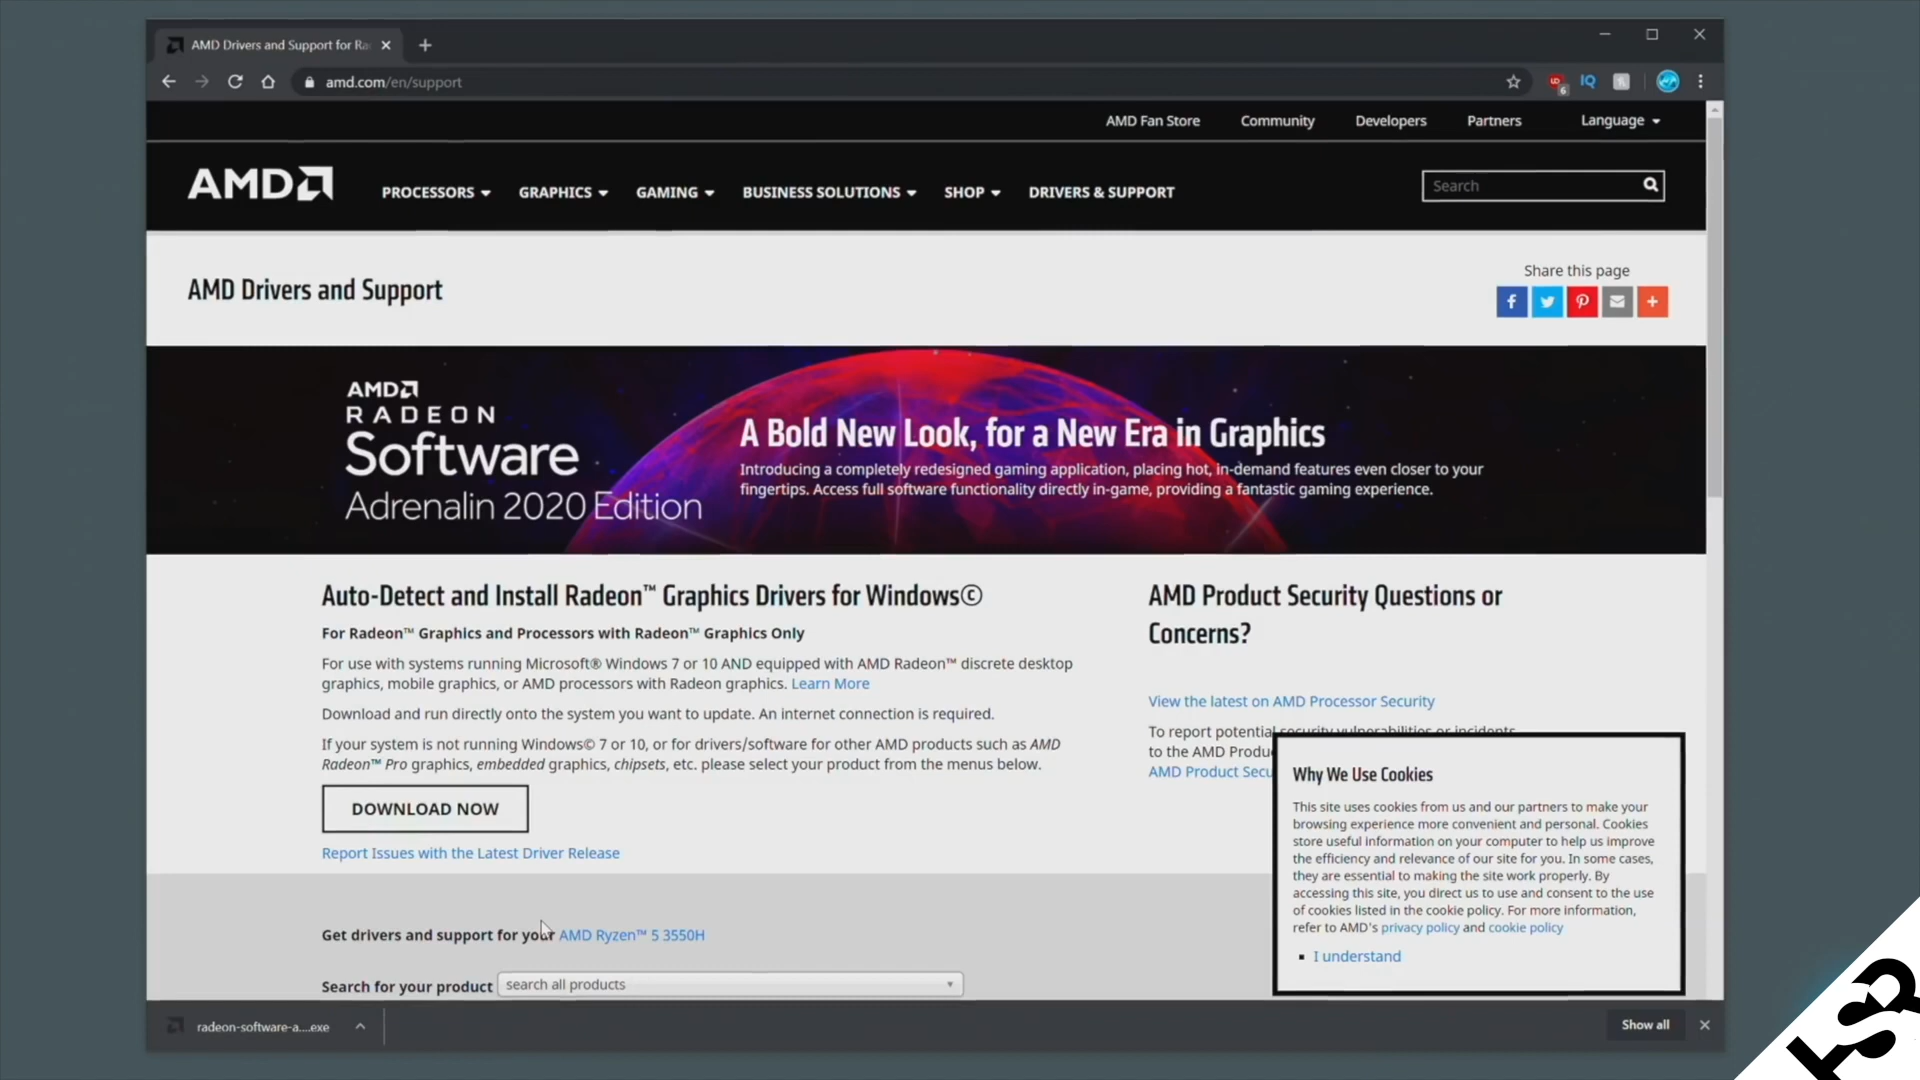 AMD Drivers and Support for Ra
amd.com/en/support
6
IQ
AMD Fan Store
Community
Developers
Partners
Language
AMD
PROCESSORS
GRAPHICS
GAMING
BUSINESS SOLUTIONS
SHOP
DRIVERS & SUPPORT
Search
AMD Drivers and Support
Share this page
AMD
RADEON
Software
Adrenalin 2020 Edition
A Bold New Look, for a New Era in Graphics
Introducing a completely redesigned gaming application, placing hot, in-demand features even closer to your
fingertips. Access full software functionality directly in-game, providing a fantastic gaming experience.
Auto-Detect and Install Radeon™ Graphics Drivers for Windows©
For Radeon™ Graphics and Processors with Radeon™ Graphics Only
For use with systems running Microsoft® Windows 7 or 10 AND equipped with AMD Radeon™ discrete desktop
graphics, mobile graphics, or AMD processors with Radeon graphics. Learn More
Download and run directly onto the system you want to update. An internet connection is required.
If your system is not running Windows© 7 or 10, or for drivers/software for other AMD products such as AMD
Radeon™ Pro graphics, embedded graphics, chipsets, etc. please select your product from the menus below.
DOWNLOAD NOW
Report Issues with the Latest Driver Release
AMD Product Security Questions or
Concerns?
View the latest on AMD Processor Security
To report potential security vulnerabilities or incidents
to the AMD Produ
AMD Product Secu
Why We Use Cookies
This site uses cookies from us and our partners to make your
browsing experience more convenient and personal. Cookies
store useful information on your computer to help us improve
the efficiency and relevance of our site for you. In some cases,
they are essential to making the site work properly. By
accessing this site, you direct us to use and consent to the use
of cookies listed in the cookie policy. For more information,
refer to AMD's privacy policy and cookie policy
I understand
Get drivers and support for your AMD Ryzen™ 5 3550H
Search for your product search all products
radeon-software-a....exe
Show all